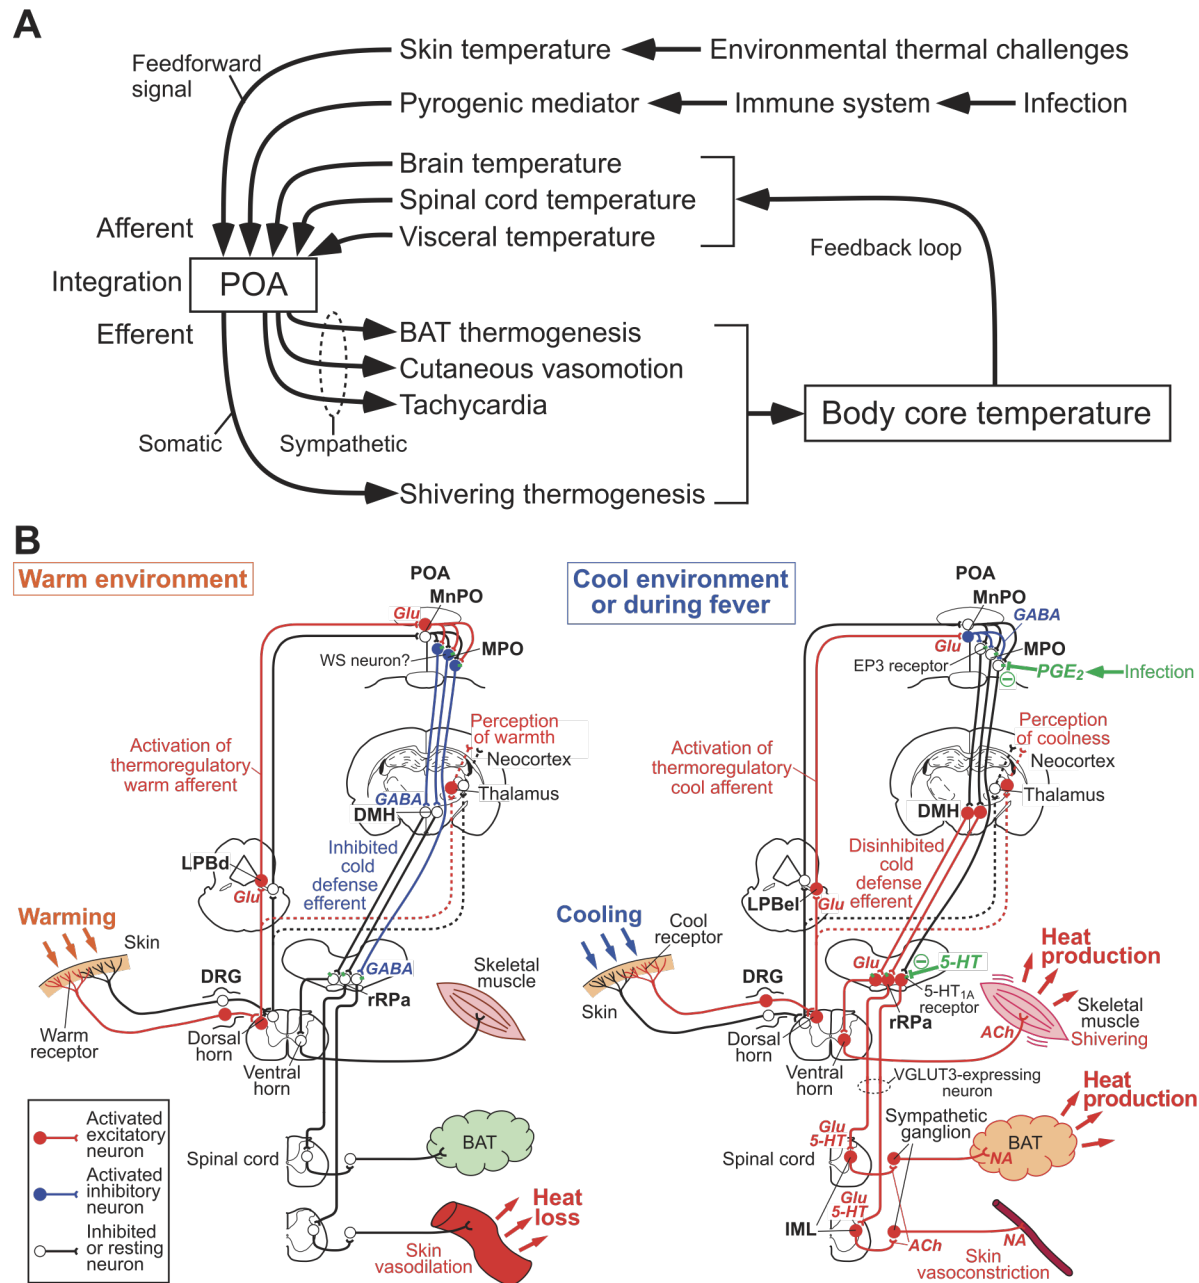 A
Skin temperature
Environmental thermal challenges
Feedforward
signal
Pyrogenic mediator
Immune system
Infection
Brain temperature
Spinal cord temperature
Visceral temperature
Afferent
Feedback loop
Integration
POA
Efferent
BAT thermogenesis
Cutaneous vasomotion
Tachycardia
Body core temperature
Somatic
Sympathetic
Shivering thermogenesis
B
Warm environment
POA
MnPO
Glu
WS neuron?
MPO
Activation of
thermoregulatory
warm afferent
Perception
of warmth
Neocortex
Thalamus
GABA
DMH
Inhibited
cold
defense
efferent
LPBd
Glu
Warming
Skin
DRG
GABA
rRPa
Skeletal
muscle
Warm
receptor
Dorsal
horn
Ventral
horn
Activated
excitatory
neuron
Activated
inhibitory
neuron
Inhibited
or resting
neuron
Spinal cord
BAT
Heat
loss
Skin
vasodilation
Cool environment
or during fever
POA
MnPO
GABA
Glu
MPO
EP3 receptor
PGE2
Infection
−
Activation of
thermoregulatory
cool afferent
Perception
of coolness
Neocortex
Thalamus
DMH
Disinhibited
cold
defense
efferent
LPBel
Glu
Cooling
Cool
receptor
Skin
DRG
Glu
−
5-HT
5-HT1A
receptor
rRPa
Heat
production
Skeletal
muscle
Shivering
ACh
Dorsal
horn
Ventral
horn
VGLUT3-expressing
neuron
Sympathetic
ganglion
Heat
production
Glu
5-HT
BAT
NA
Spinal cord
Glu
5-HT
IML
ACh
NA
Skin
vasoconstriction